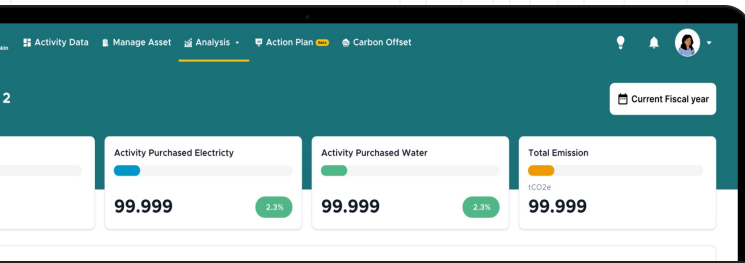 kin
Activity Data
Manage Asset
Analysis
Action Plan
Carbon Offset
2
Current Fiscal year
Activity Purchased Electricty
99.999
2.3%
Activity Purchased Water
99.999
2.3%
Total Emission
tCO2e
99.999